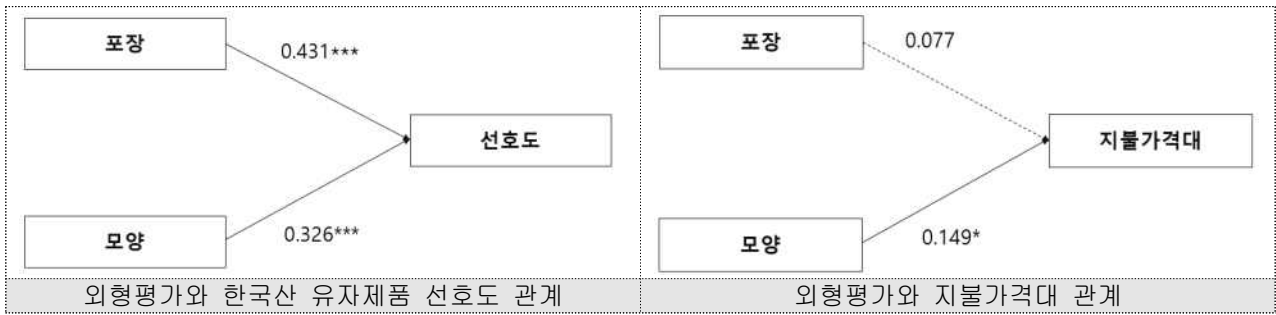 포장
0.431***
선호도
모양
0.326***
외형평가와 한국산 유자제품 선호도 관계
포장
0.077
지불가격대
모양
0.149*
외형평가와 지불가격대 관계